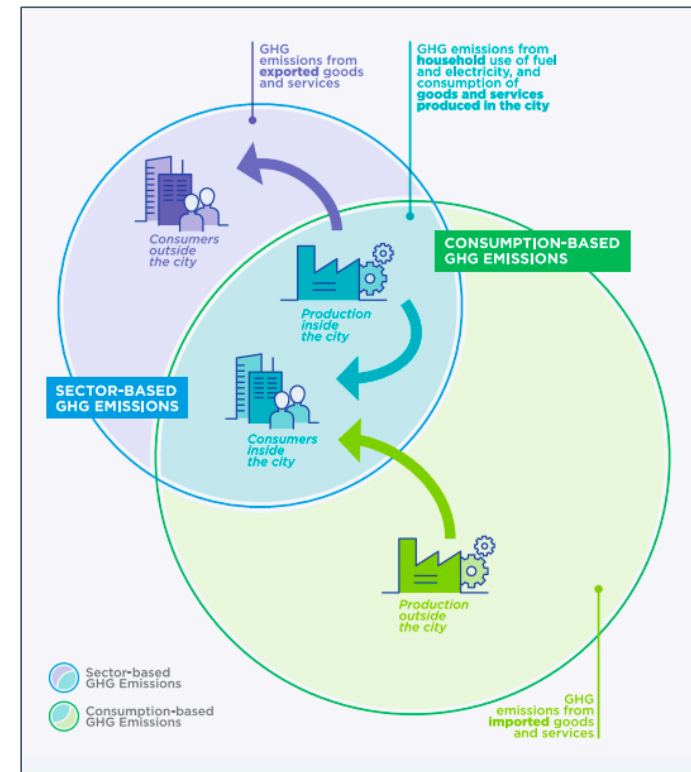 GHG
emissions from
exported goods
and services
GHG emissions from
household use of fuel
and electricity, and
consumption of
goods and services
produced in the city
Consumers
outside
the city
CONSUMPTION-BASED
GHG EMISSIONS
Production
inside
the city
SECTOR-BASED
GHG EMISSIONS
Consumers
inside
the city
Production
outside
the city
Sector-based
GHG Emissions
Consumption-based
GHG Emissions
GHG
emissions from
imported goods
and services